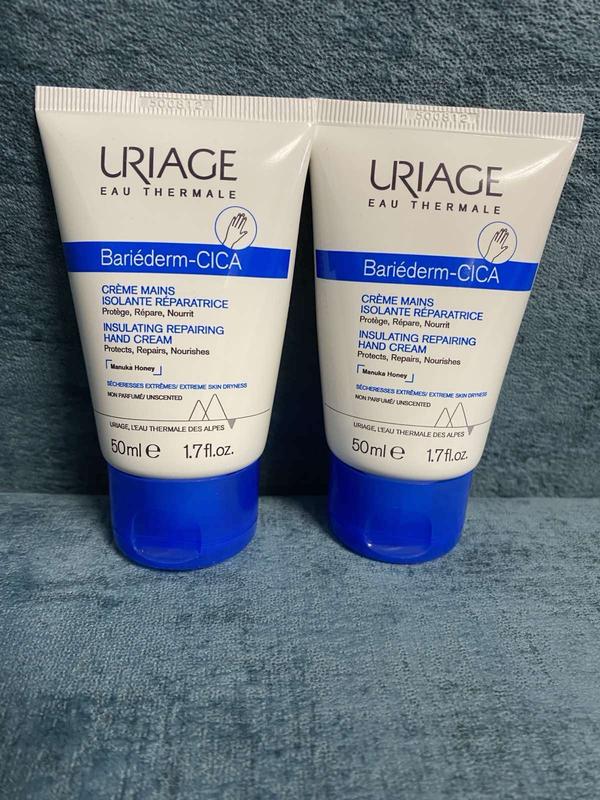 500812
URIAGE
EAU THERMALE
Bariéderm-CICA
CRÈME MAINS
ISOLANTE RÉPARATRICE
Protège, Répare, Nourrit
INSULATING REPAIRING
HAND CREAM
Protects, Repairs, Nourishes
Manuka Honey
SÉCHERESSES EXTRÊMES/ EXTREME SKIN DRYNESS
NON PARFUMÉ/ UNSCENTED
URIAGE, L'EAU THERMALE DES ALPES
50ml e 1.7fl.oz.
500812
URIAGE
EAU THERMALE
Bariéderm-CICA
CRÈME MAINS
ISOLANTE RÉPARATRICE
Protège, Répare, Nourrit
INSULATING REPAIRING
HAND CREAM
Protects, Repairs, Nourishes
Manuka Honey
SÉCHERESSES EXTRÊMES/ EXTREME SKIN DRYNESS
NON PARFUMÉ/ UNSCENTED
URIAGE, L'EAU THERMALE DES ALPES
50ml e 1.7fl.oz.